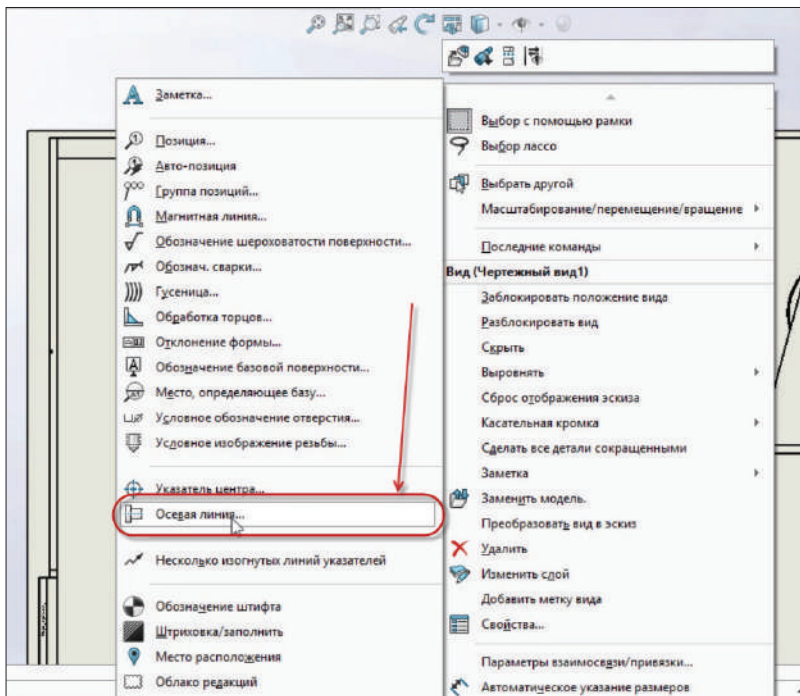 Заметка...
Позиция...
Авто-позиция
Группа позиций...
Магнитная линия...
Обозначение шероховатости поверхности...
Обознач. сварки...
Гусеница...
Обработка торцов...
Отклонение формы...
Обозначение базовой поверхности...
Место, определяющее базу...
Условное обозначение отверстия...
Условное изображение резьбы...
Указатель центра...
Осевая линия...
Несколько изогнутых линий указателей
Обозначение штифта
Штриховка/заполнить
Место расположения
Облако редакций
Выбор с помощью рамки
Выбор лассо
Выбрать другой
Масштабирование/перемещение/вращение
Последние команды
Вид (Чертежный вид1)
Заблокировать положение вида
Разблокировать вид
Скрыть
Выровнять
Сброс отображения эскиза
Касательная кромка
Сделать все детали сокращенными
Заметка
Заменить модель.
Преобразовать вид в эскиз
Удалить
Изменить слой
Добавить метку вида
Свойства...
Параметры взаимосвязи/привязки...
Автоматическое указание размеров